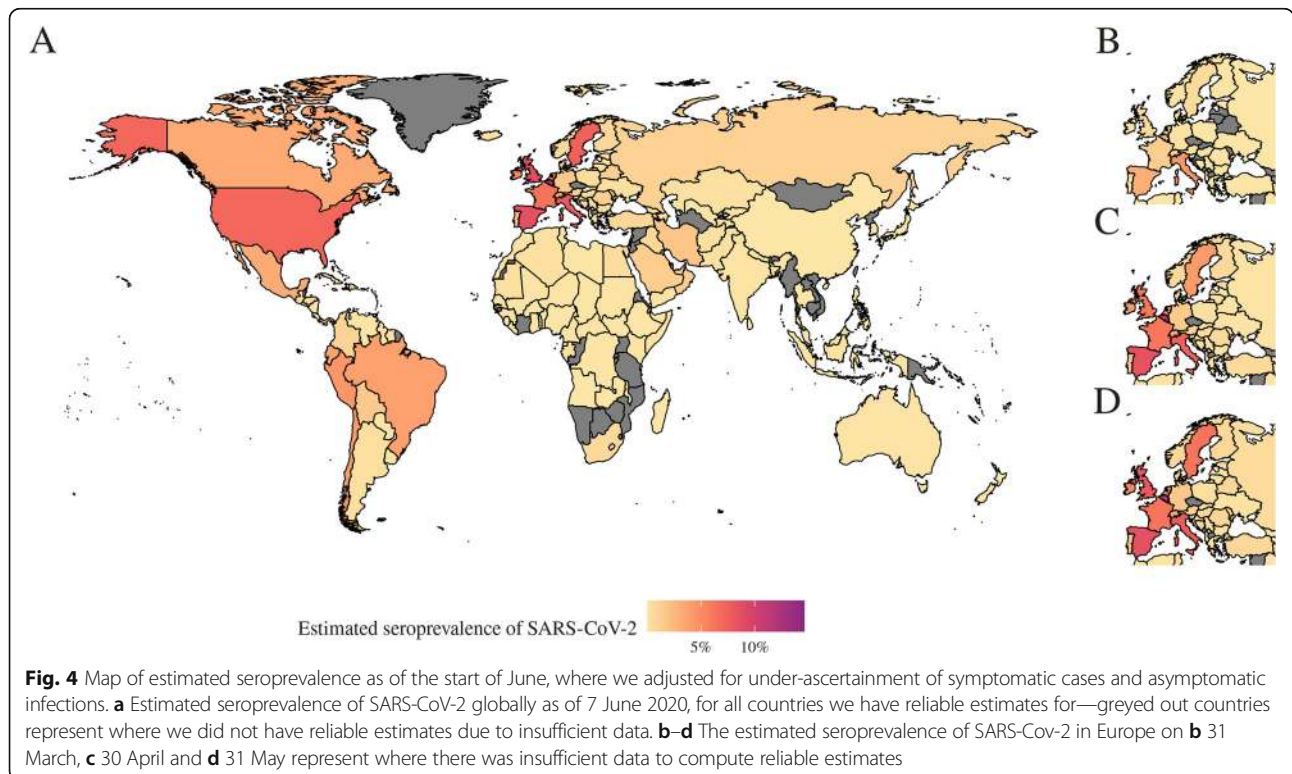 A
B
C
D
Estimated seroprevalence of SARS-CoV-2
5% 10%
Fig. 4 Map of estimated seroprevalence as of the start of June, where we adjusted for under-ascertainment of symptomatic cases and asymptomatic
infections. a Estimated seroprevalence of SARS-CoV-2 globally as of 7 June 2020, for all countries we have reliable estimates for—greyed out countries
represent where we did not have reliable estimates due to insufficient data. b–d The estimated seroprevalence of SARS-Cov-2 in Europe on b 31
March, c 30 April and d 31 May represent where there was insufficient data to compute reliable estimates